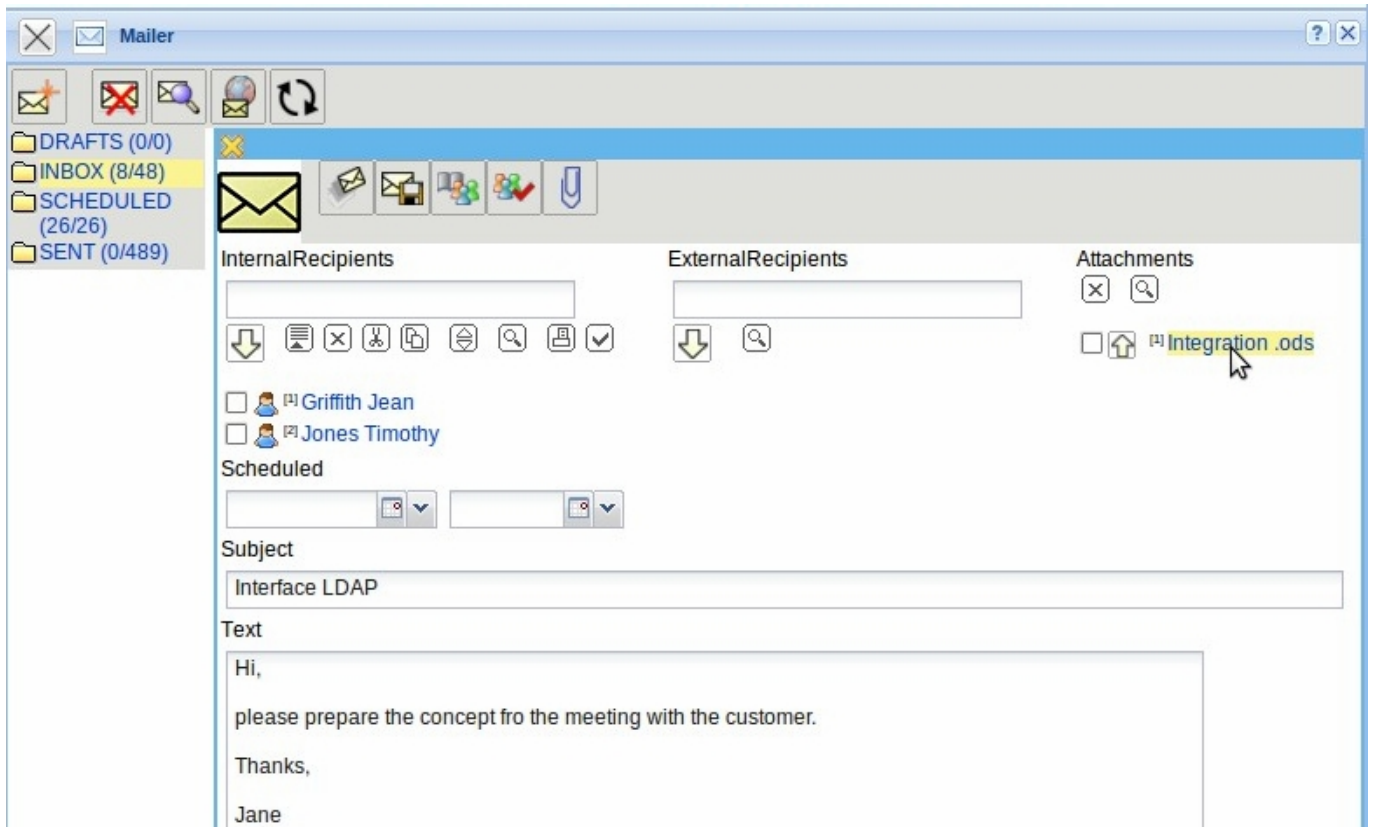 Mailer
DRAFTS (0/0)
INBOX (8/48)
SCHEDULED
(26/26)
SENT (0/489)
InternalRecipients ExternalRecipients Attachments
[1] Integration .ods
[1] Griffith Jean
[2] Jones Timothy
Scheduled
Subject
Interface LDAP
Text
Hi,
please prepare the concept fro the meeting with the customer.
Thanks,
Jane